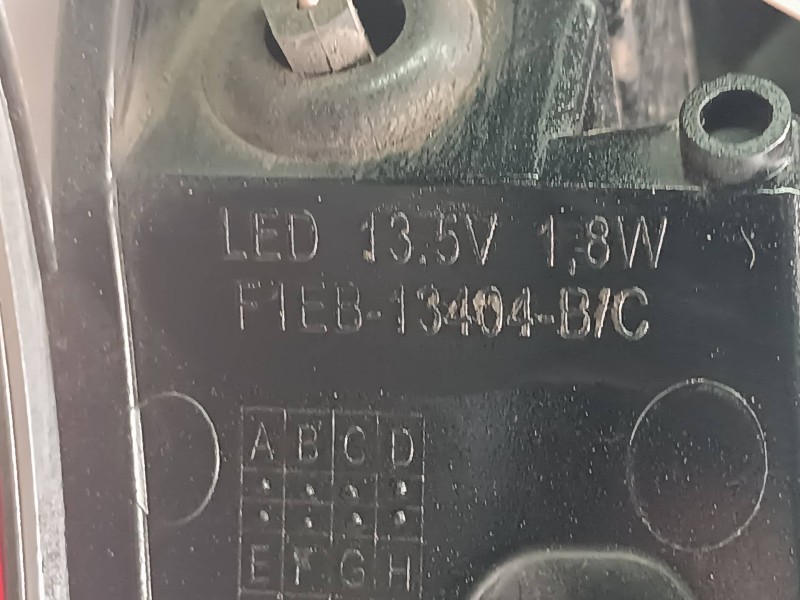 LED 13.5V 1,8W
F1EB-13404-B/C
A B C D
E F G H